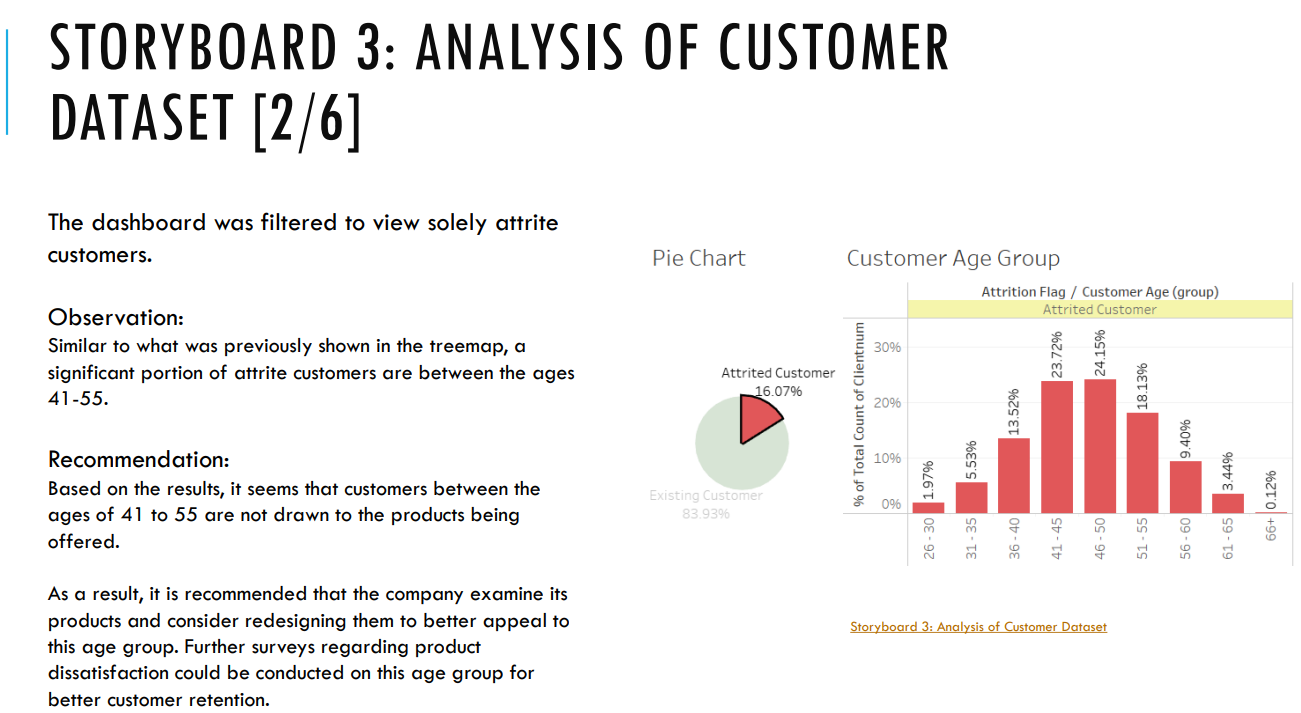 STORYBOARD 3: ANALYSIS OF CUSTOMER
DATASET [2/6]
The dashboard was filtered to view solely attrite
customers.
Observation:
Similar to what was previously shown in the treemap, a
significant portion of attrite customers are between the ages
41-55.
Recommendation:
Based on the results, it seems that customers between the
ages of 41 to 55 are not drawn to the products being
offered.
As a result, it is recommended that the company examine its
products and consider redesigning them to better appeal to
this age group. Further surveys regarding product
dissatisfaction could be conducted on this age group for
better customer retention.
Pie Chart
Attrited Customer
16.07%
Existing Customer
83.93%
Customer Age Group
Attrition Flag / Customer Age (group)
Attrited Customer
% of Total Count of Clientnum
30%
20%
10%
0%
1.97%
5.53%
13.52%
23.72%
24.15%
18.13%
9.40%
3.44%
0.12%
26 - 30
31 - 35
36 - 40
41 - 45
46 - 50
51 - 55
56 - 60
61 - 65
66+
Storyboard 3: Analysis of Customer Dataset